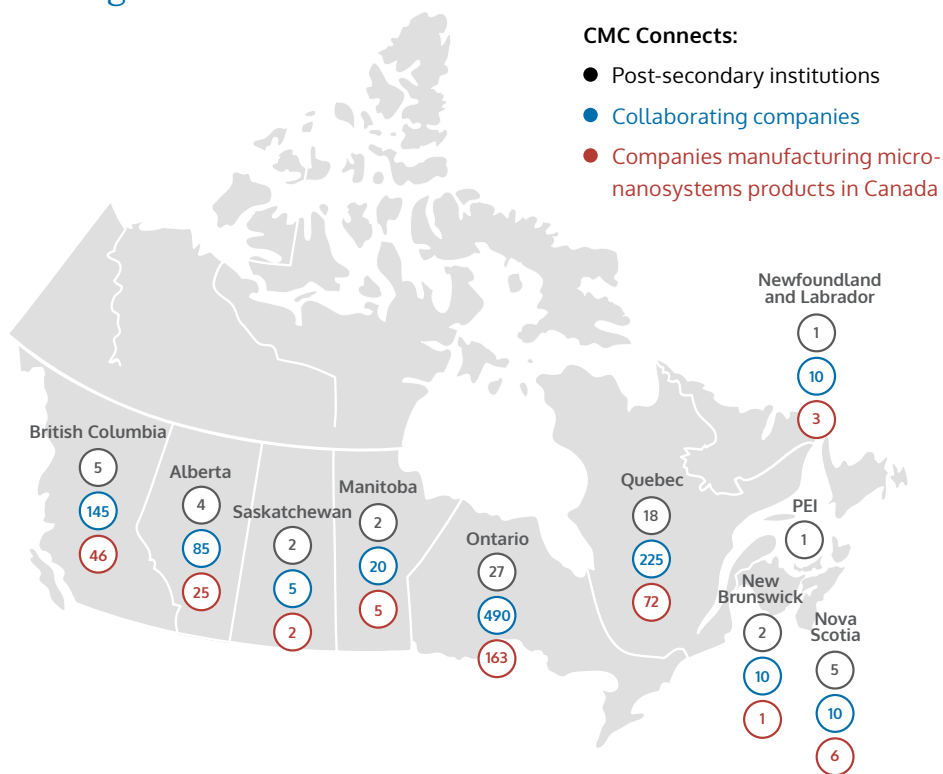 CMC Connects:
Post-secondary institutions
Collaborating companies
Companies manufacturing micro-
nanosystems products in Canada
Newfoundland
and Labrador
1
10
3
British Columbia
5
145
46
Alberta
4
85
25
Saskatchewan
2
5
2
Manitoba
2
20
5
Ontario
27
490
163
Quebec
18
225
72
PEI
1
New
Brunswick
2
10
1
Nova
Scotia
5
10
6